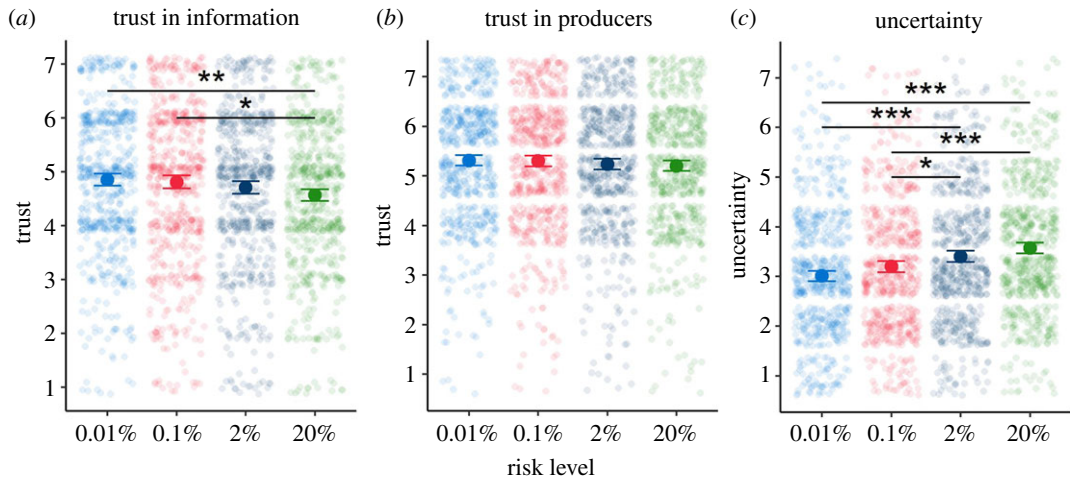 (a) trust in information
7
6
5
4
3
2
1
trust
**
*
0.01% 0.1% 2% 20%
(b) trust in producers
7
6
5
4
3
2
1
trust
0.01% 0.1% 2% 20%
risk level
(c) uncertainty
7
6
5
4
3
2
1
uncertainty
***
***
***
*
0.01% 0.1% 2% 20%